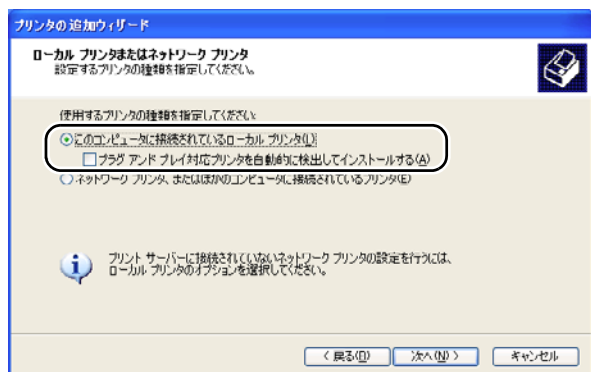 プリンタの追加ウィザード
ローカル プリンタまたはネットワーク プリンタ
設定するプリンタの種類を指定してください。
使用するプリンタの種類を指定してください:
このコンピュータに接続されているローカル プリンタ(L)
プラグ アンド プレイ対応プリンタを自動的に検出してインストールする(A)
ネットワーク プリンタ、またはほかのコンピュータに接続されているプリンタ(E)
プリント サーバーに接続されていないネットワーク プリンタの設定を行うには、
ローカル プリンタのオプションを選択してください。
< 戻る(B) 次へ(N) > キャンセル